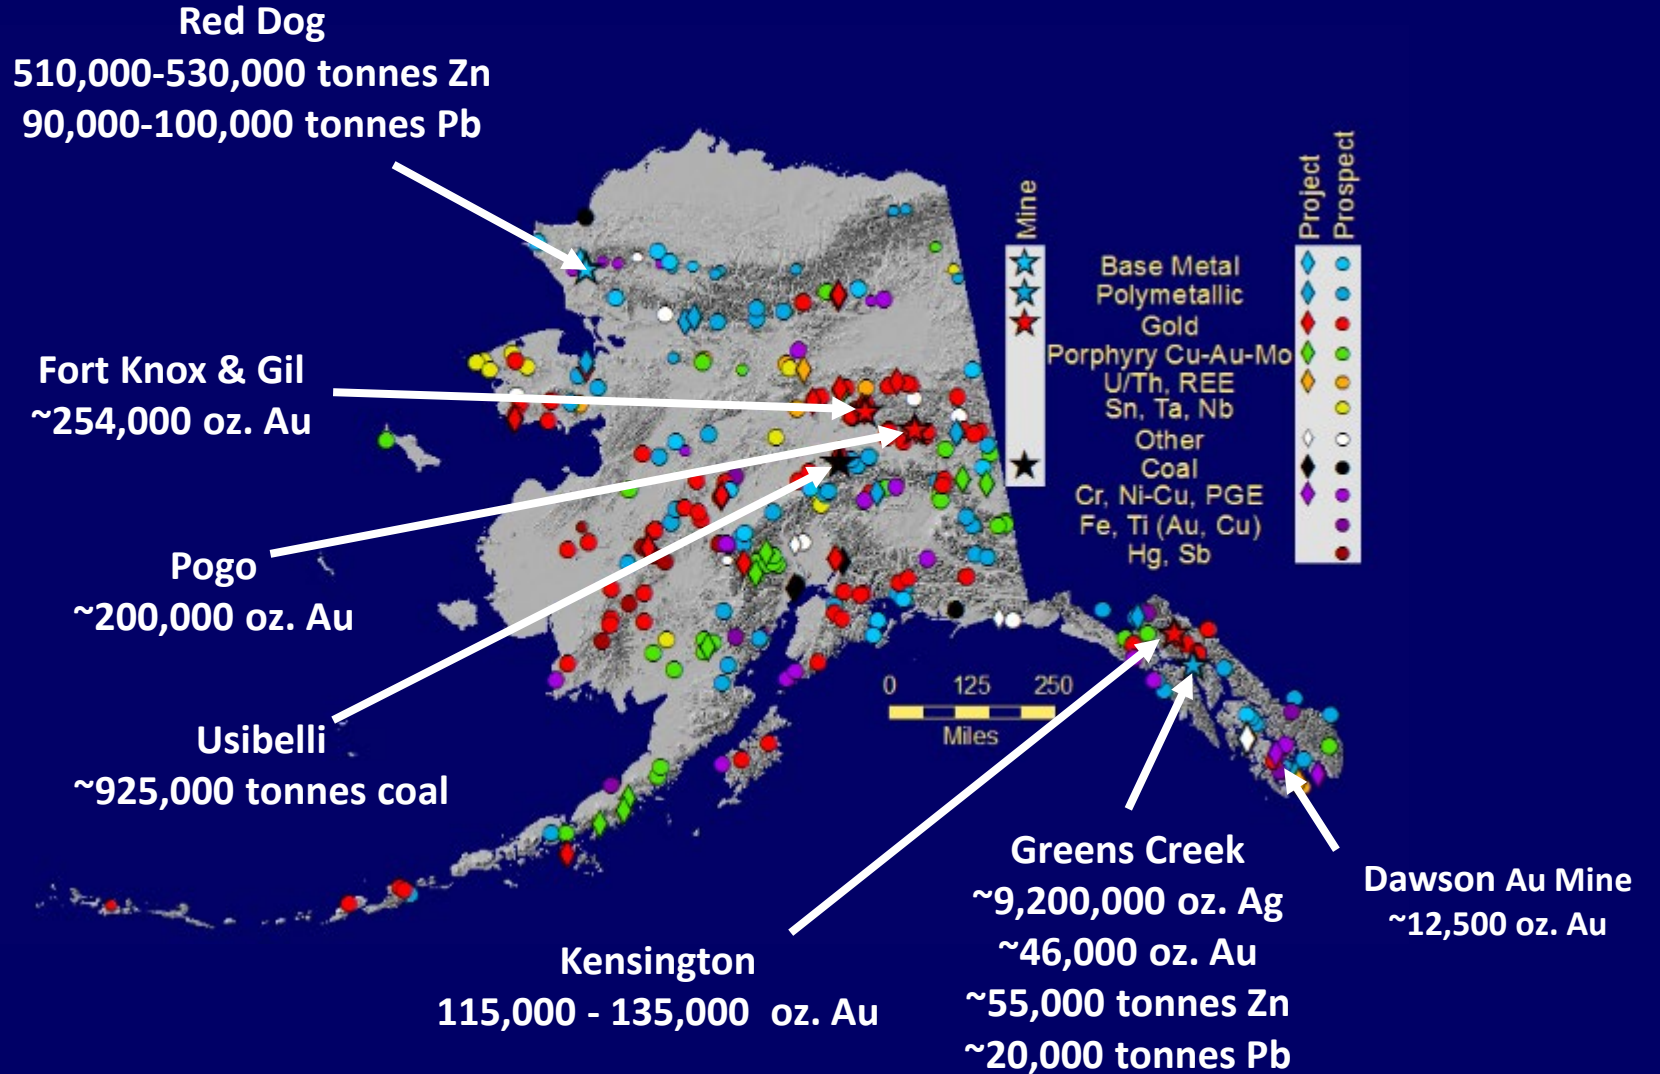 Red Dog
510,000-530,000 tonnes Zn
90,000-100,000 tonnes Pb
Fort Knox & Gil
~254,000 oz. Au
Pogo
~200,000 oz. Au
Usibelli
~925,000 tonnes coal
Kensington
115,000 - 135,000 oz. Au
Greens Creek
~9,200,000 oz. Ag
~46,000 oz. Au
~55,000 tonnes Zn
~20,000 tonnes Pb
Dawson Au Mine
~12,500 oz. Au
Mine
Project
Prospect
Base Metal
Polymetallic
Gold
Porphyry Cu-Au-Mo
U/Th, REE
Sn, Ta, Nb
Other
Coal
Cr, Ni-Cu, PGE
Fe, Ti (Au, Cu)
Hg, Sb
0 125 250
Miles